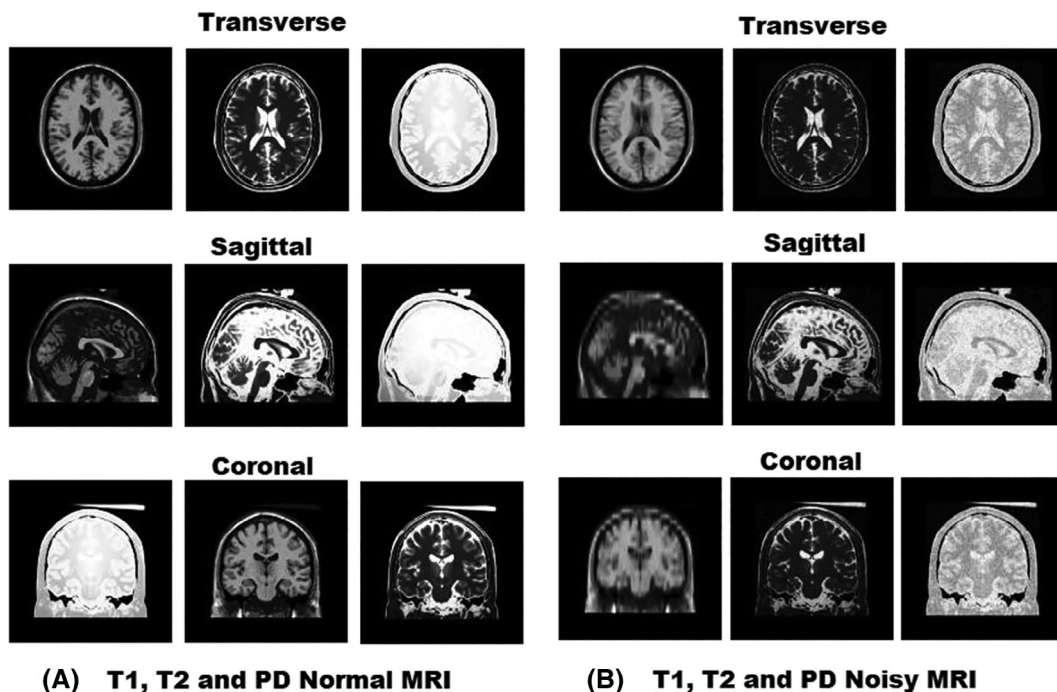 Transverse
Sagittal
Coronal
(A) T1, T2 and PD Normal MRI
Transverse
Sagittal
Coronal
(B) T1, T2 and PD Noisy MRI